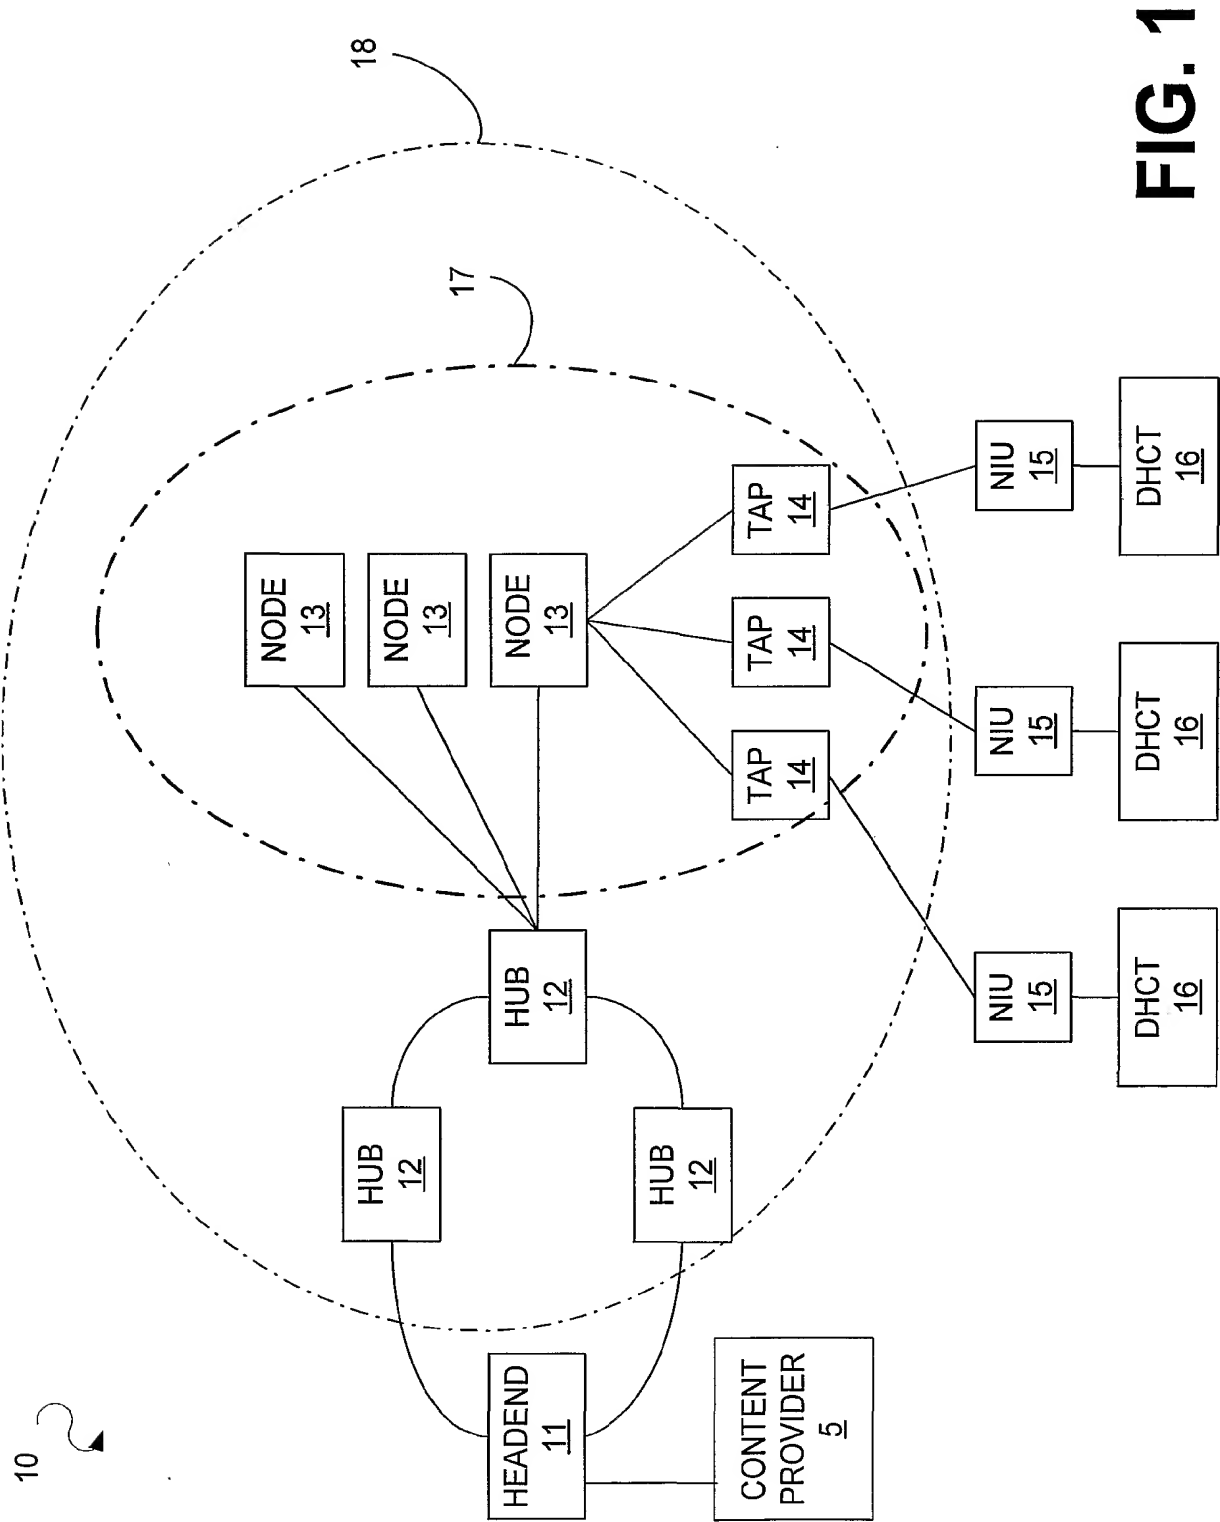 10
18
17
HEADEND
11
CONTENT
PROVIDER
5
HUB
12
HUB
12
HUB
12
NODE
13
NODE
13
NODE
13
TAP
14
TAP
14
TAP
14
NIU
15
NIU
15
NIU
15
DHCT
16
DHCT
16
DHCT
16
FIG. 1